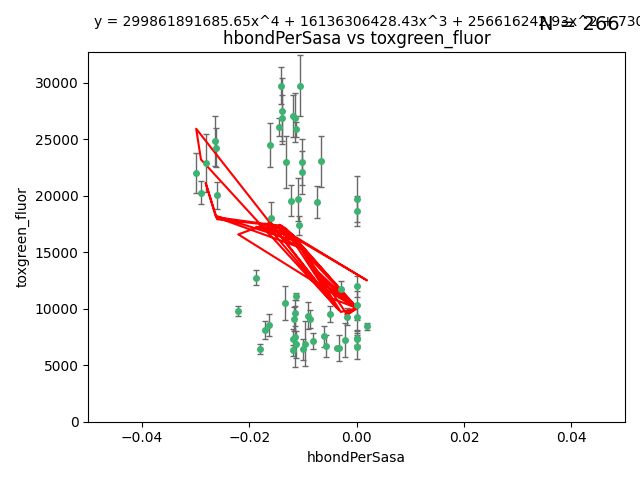 y = 299861891685.65x^4 + 16136306428.43x^3 +
N = 266
hbondPerSasa vs toxgreen_fluor
30000
25000
20000
15000
10000
5000
0
toxgreen_fluor
−0.04 −0.02 0.00 0.02 0.04
hbondPerSasa